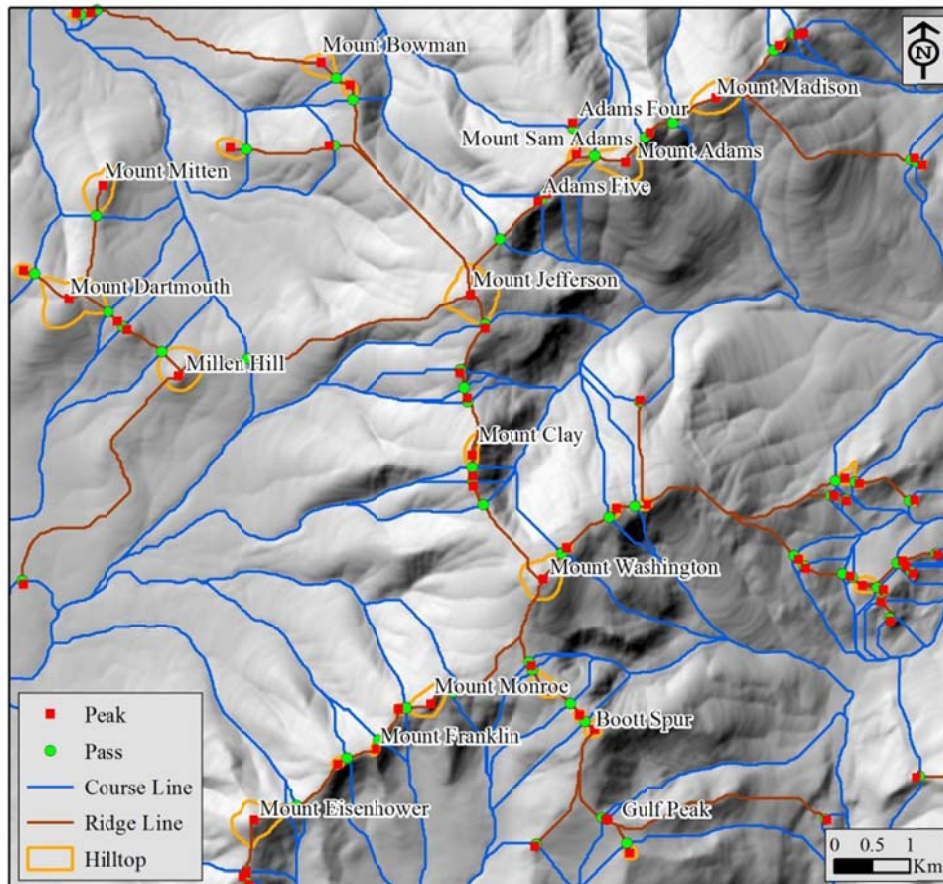 Mount Bowman
N
Mount Madison
Adams Four
Mount Sam Adams
Mount Adams
Mount Mitten
Adams Five
Mount Dartmouth
Mount Jefferson
Millen Hill
Mount Clay
Mount Washington
Mount Monroe
Boott Spur
Mount Franklin
Mount Eisenhower
Gulf Peak
Peak
Pass
Course Line
Ridge Line
Hilltop
0 0.5 1
Km